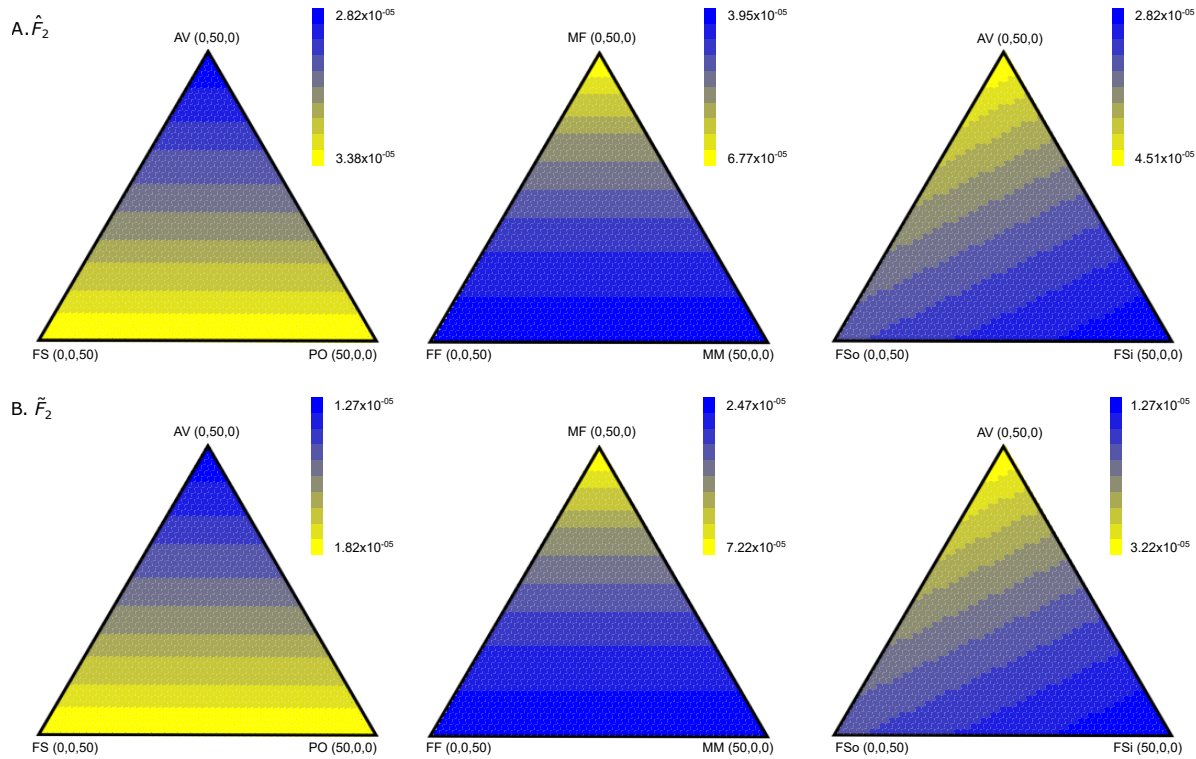 A. F̂₂
2.82x10⁻⁰⁵
3.38x10⁻⁰⁵
AV (0,50,0)
FS (0,0,50)
PO (50,0,0)
3.95x10⁻⁰⁵
6.77x10⁻⁰⁵
MF (0,50,0)
FF (0,0,50)
MM (50,0,0)
2.82x10⁻⁰⁵
4.51x10⁻⁰⁵
AV (0,50,0)
FSo (0,0,50)
FSi (50,0,0)
B. F̃₂
1.27x10⁻⁰⁵
1.82x10⁻⁰⁵
AV (0,50,0)
FS (0,0,50)
PO (50,0,0)
2.47x10⁻⁰⁵
7.22x10⁻⁰⁵
MF (0,50,0)
FF (0,0,50)
MM (50,0,0)
1.27x10⁻⁰⁵
3.22x10⁻⁰⁵
AV (0,50,0)
FSo (0,0,50)
FSi (50,0,0)